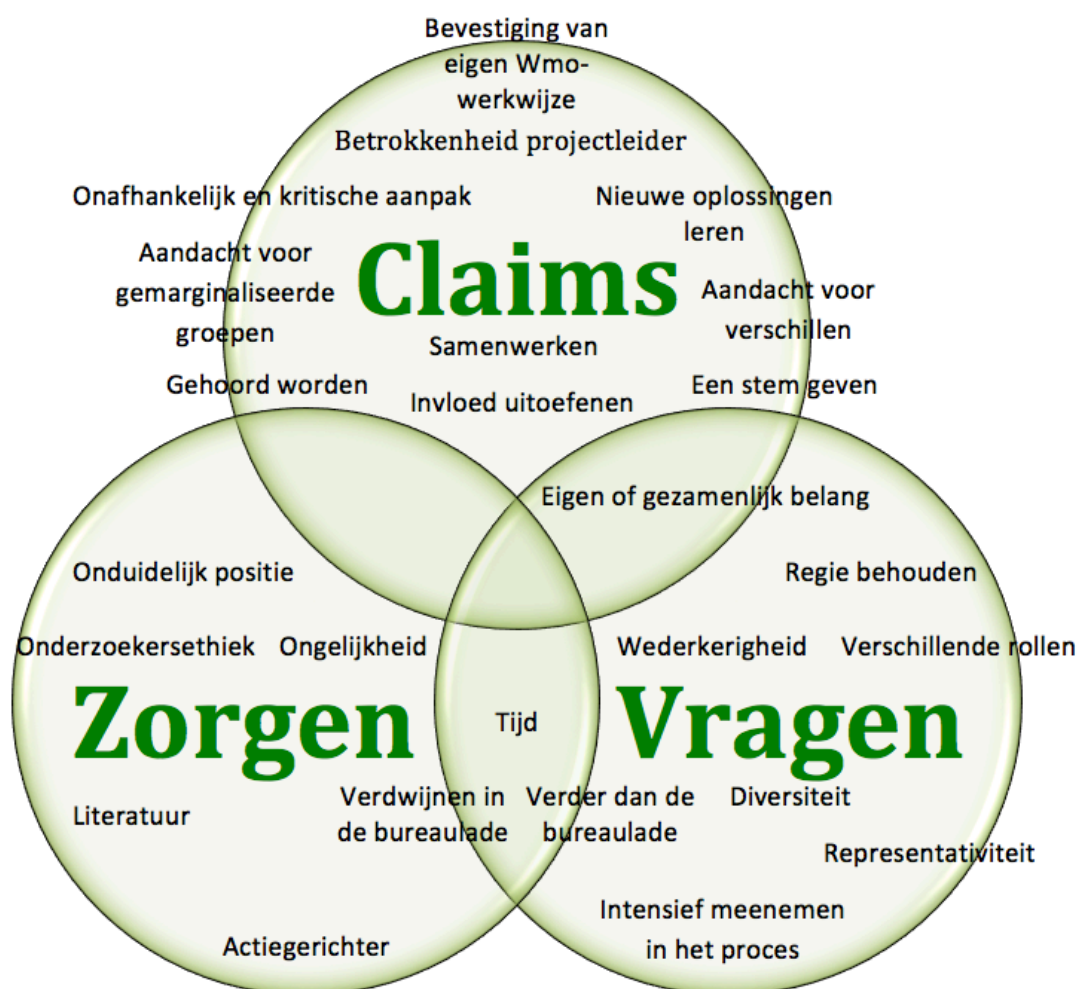 Bevestiging van
eigen Wmo-
werkwijze
Betrokkenheid projectleider
Onafhankelijk en kritische aanpak
Nieuwe oplossingen
leren
Aandacht voor
gemarginaliseerde
groepen
Claims
Aandacht voor
verschillen
Samenwerken
Gehoord worden
Invloed uitoefenen
Een stem geven
Eigen of gezamenlijk belang
Onduidelijk positie
Regie behouden
Onderzoekersethiek
Ongelijkheid
Wederkerigheid
Verschillende rollen
Zorgen
Tijd
Vragen
Literatuur
Verdwijnen in
de bureaulade
Verder dan de
bureaulade
Diversiteit
Representativiteit
Intensief meenemen
in het proces
Actiegerichter